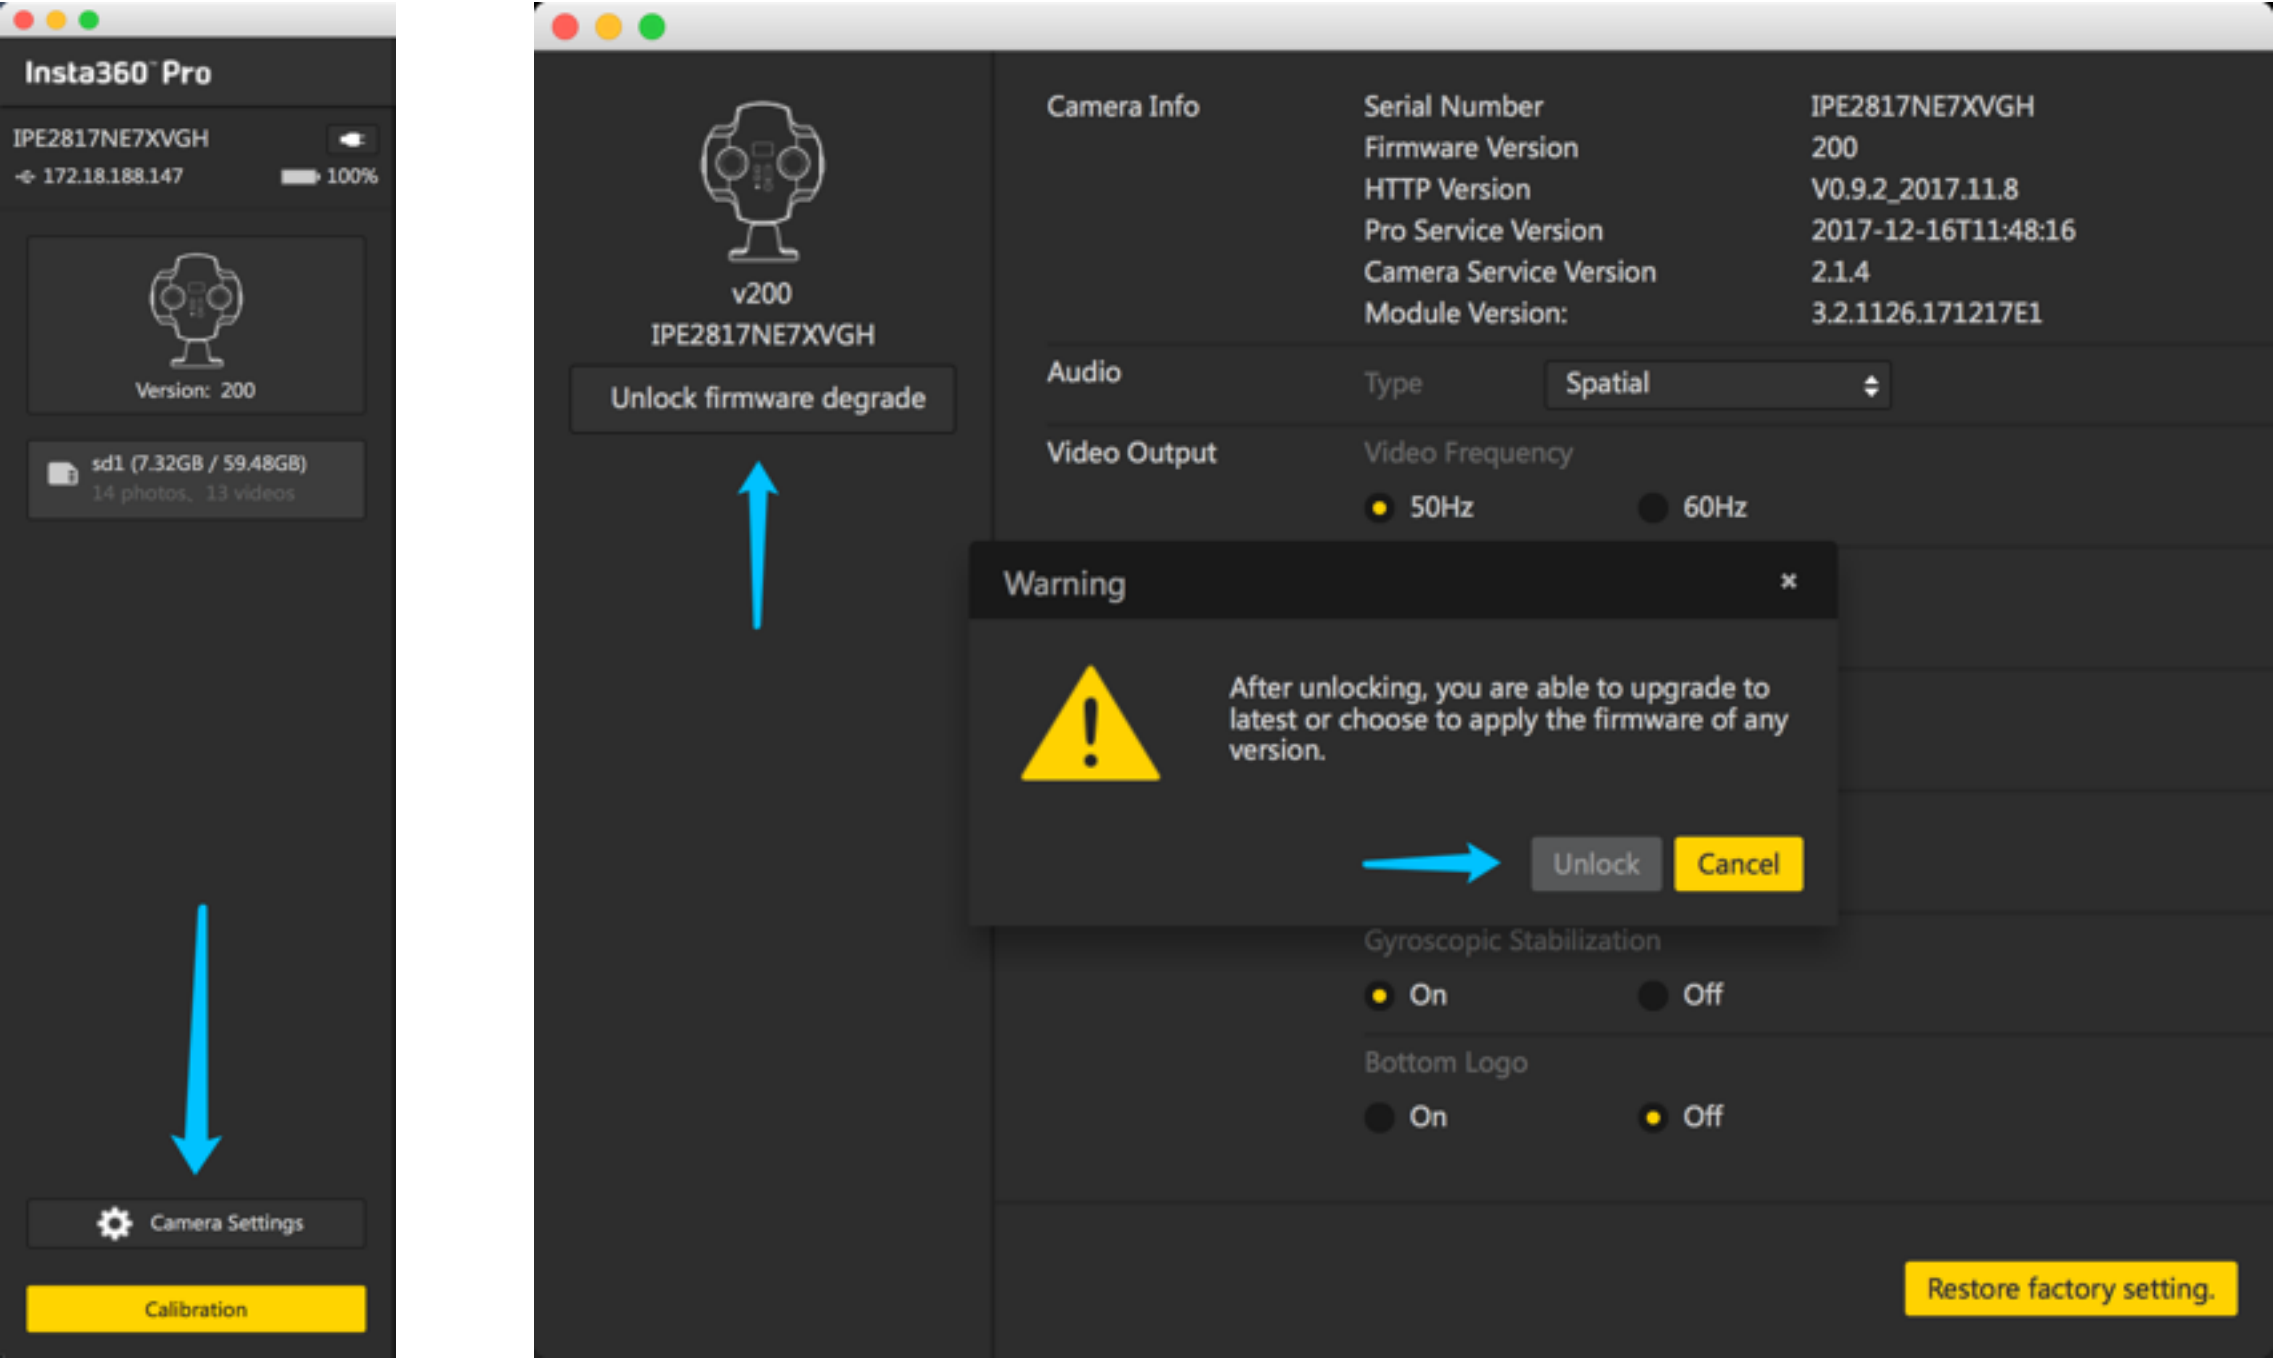 Insta360™ Pro
IPE2817NE7XVGH
172.18.188.147 100%
Version: 200
sd1 (7.32GB / 59.48GB)
14 photos、13 videos
Camera Settings
Calibration
v200
IPE2817NE7XVGH
Unlock firmware degrade
Camera Info
Serial Number IPE2817NE7XVGH
Firmware Version 200
HTTP Version V0.9.2_2017.11.8
Pro Service Version 2017-12-16T11:48:16
Camera Service Version 2.1.4
Module Version: 3.2.1126.171217E1
Audio Type Spatial
Video Output Video Frequency
50Hz 60Hz
Warning
After unlocking, you are able to upgrade to
latest or choose to apply the firmware of any
version.
Unlock Cancel
Gyroscopic Stabilization
On Off
Bottom Logo
On Off
Restore factory setting.